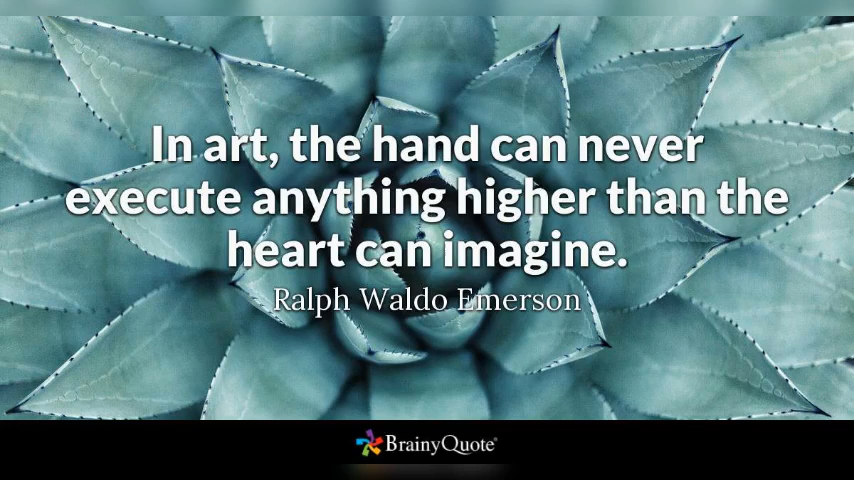 In art, the hand can never
execute anything higher than the
heart can imagine.
Ralph Waldo Emerson
BrainyQuote®